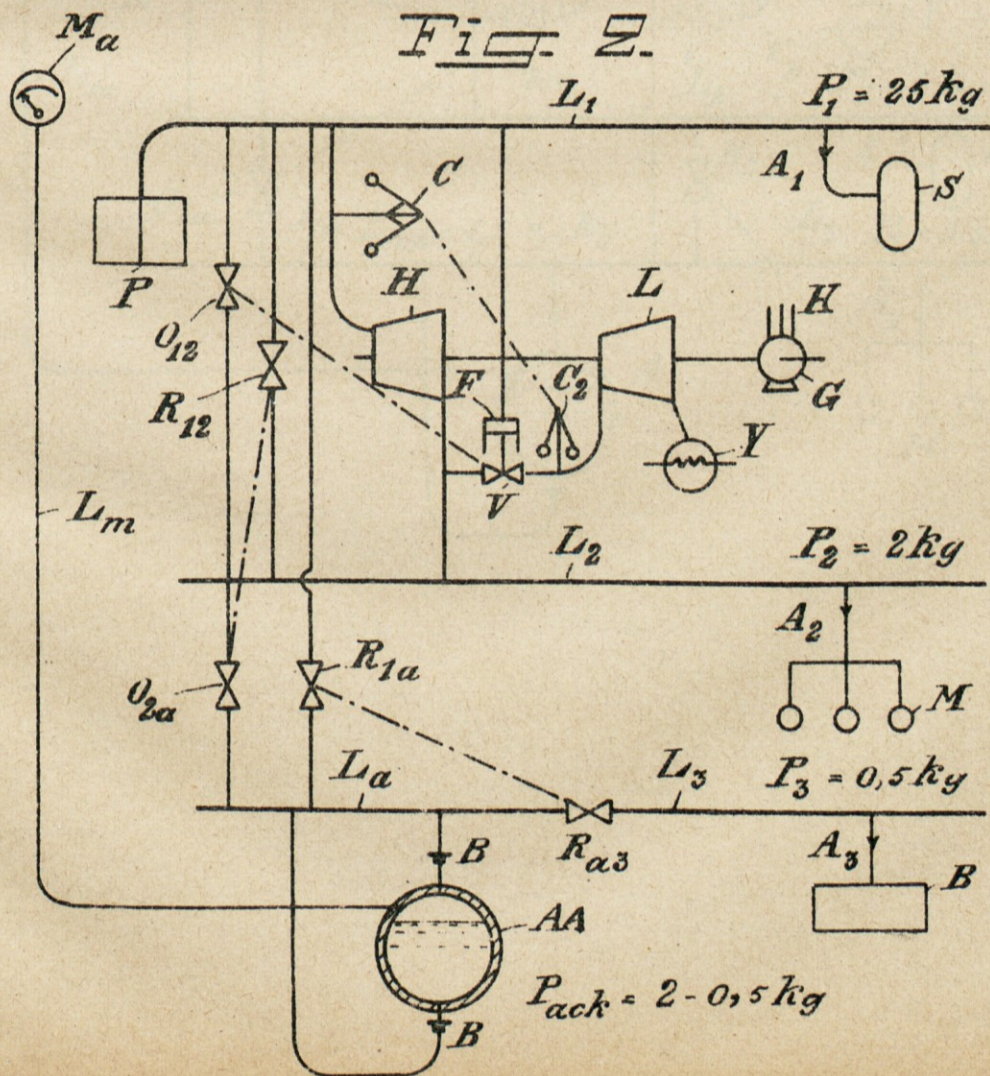 Fig. 2.
Ma
L1
P1 = 25 kg
A1
S
C
P
H
L
H
O12
F
C2
G
R12
Y
V
Lm
L2
P2 = 2 kg
A2
R1a
O2a
M
La
L3
P3 = 0,5 kg
B
Ra3
A3
B
AA
Pack = 2 - 0,5 kg
B